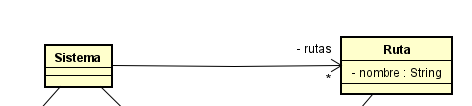 Sistema
- rutas
*
Ruta
- nombre : String